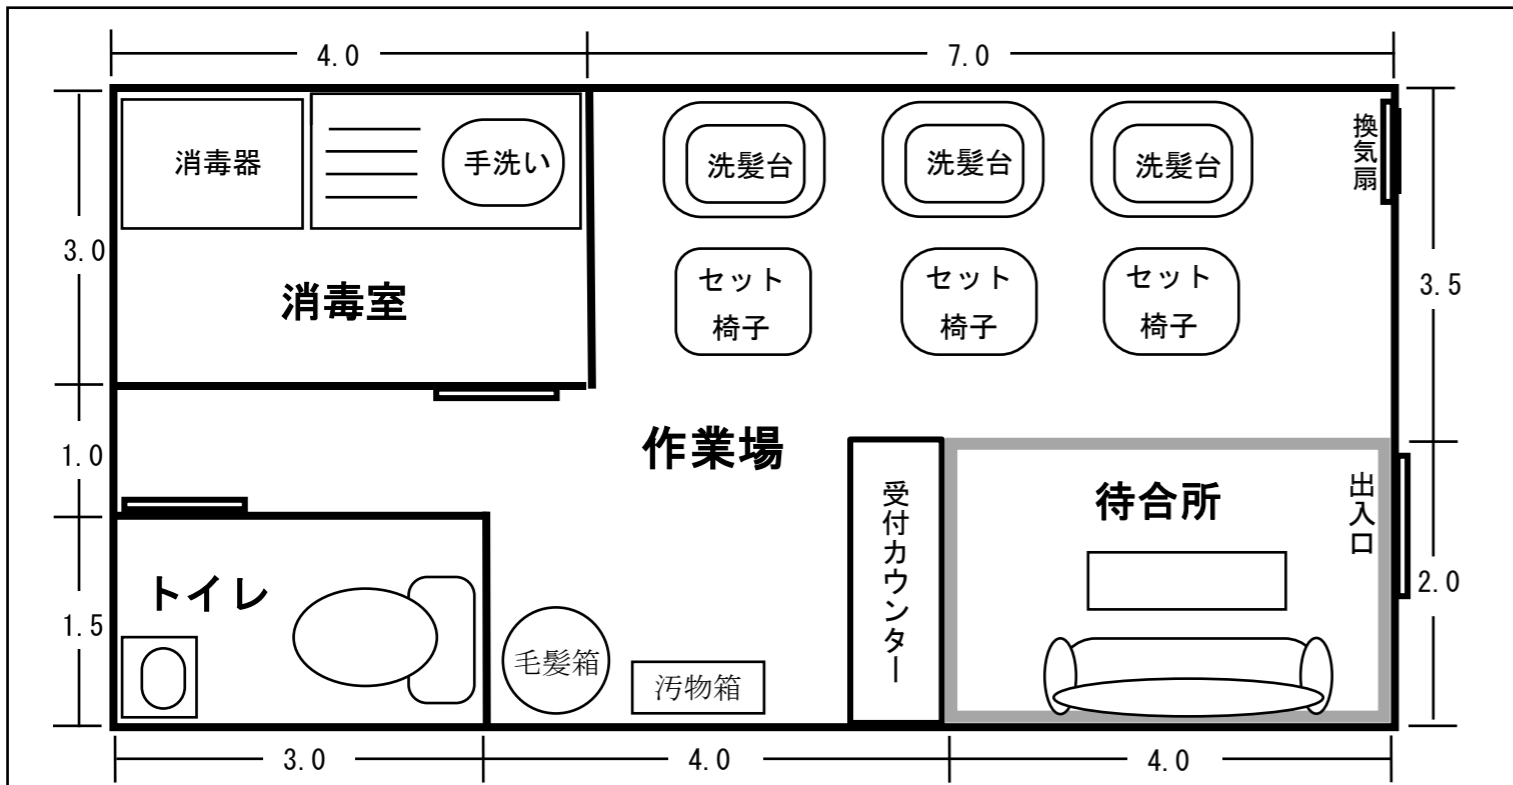 4.0
7.0
3.0
1.0
1.5
消毒器
手洗い
消毒室
洗髪台
洗髪台
洗髪台
換気扇
セット
椅子
セット
椅子
セット
椅子
3.5
作業場
受付カウンター
待合所
出入口
2.0
トイレ
毛髪箱
汚物箱
3.0
4.0
4.0